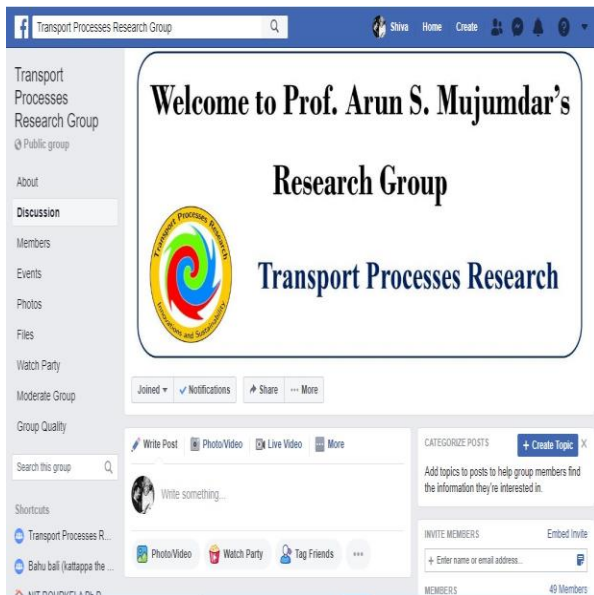 Transport Processes Research Group
Shiva
Home
Create
Transport
Processes
Research Group
Public group
About
Discussion
Members
Events
Photos
Files
Watch Party
Moderate Group
Group Quality
Search this group
Shortcuts
Transport Processes R...
Bahu bali (kattappa the ...
Welcome to Prof. Arun S. Mujumdar's
Research Group
Transport Processes Research
Transport Processes Research
Innovations and Sustainability
Joined
Notifications
Share
More
Write Post
Photo/Video
Live Video
More
Write something...
Photo/Video
Watch Party
Tag Friends
CATEGORIZE POSTS
+ Create Topic
X
Add topics to posts to help group members find
the information they're interested in.
INVITE MEMBERS
Embed Invite
+ Enter name or email address...
MEMBERS
49 Members